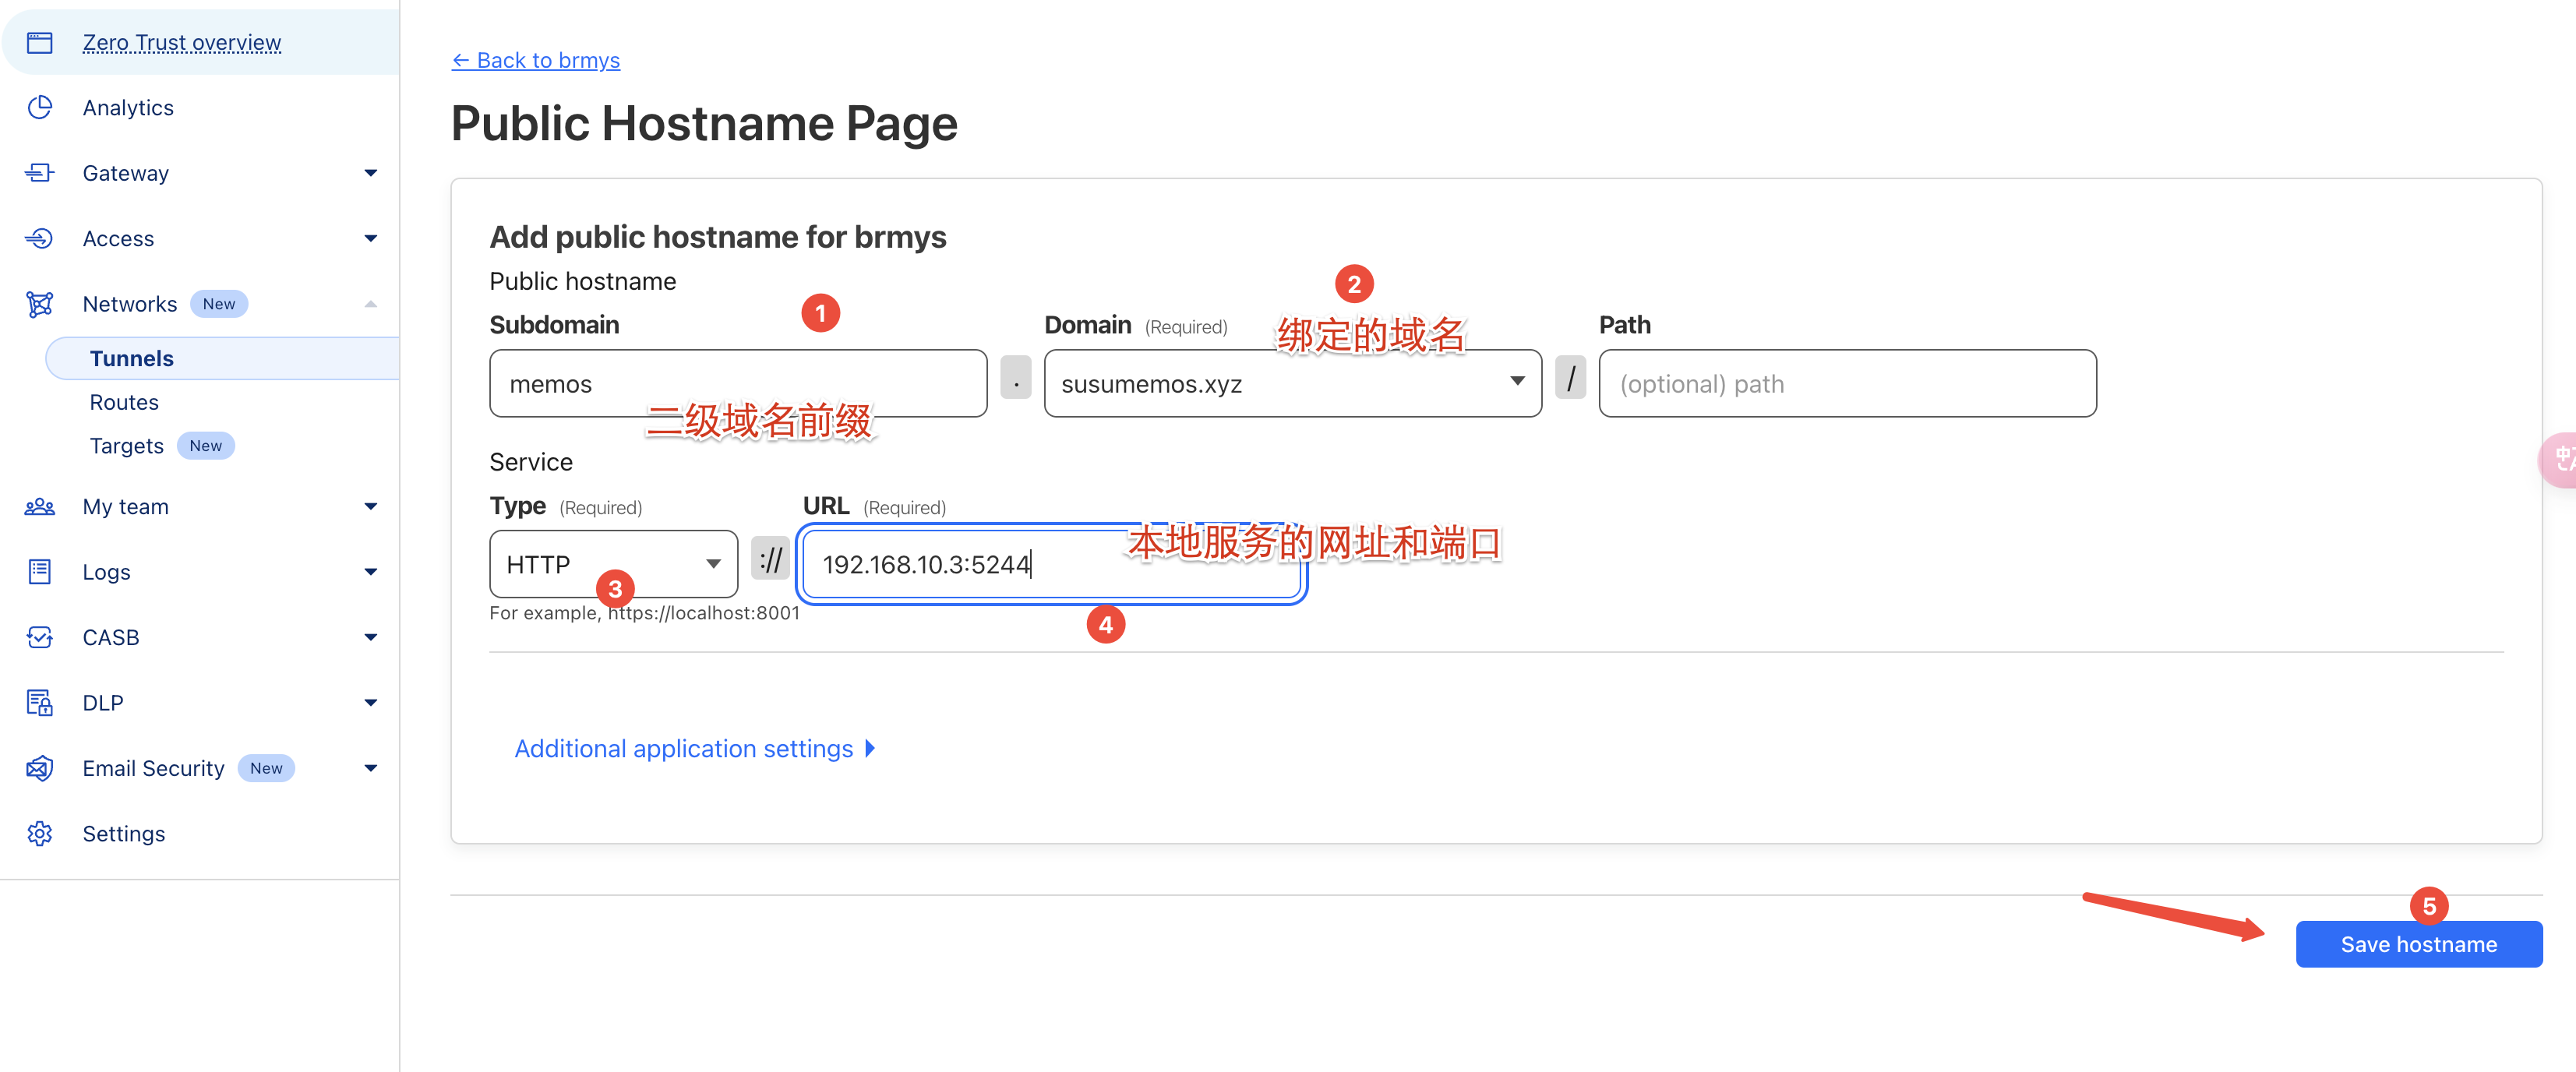 Zero Trust overview
Analytics
Gateway
Access
Networks New
Tunnels
Routes
Targets New
My team
Logs
CASB
DLP
Email Security New
Settings
← Back to brmys
Public Hostname Page
Add public hostname for brmys
Public hostname
1
2
Subdomain
Domain (Required)
绑定的域名
Path
memos
.
susumemos.xyz
/
(optional) path
二级域名前缀
Service
Type (Required)
URL (Required)
本地服务的网址和端口
HTTP
://
192.168.10.3:5244
3
For example, https://localhost:8001
4
Additional application settings
5
Save hostname